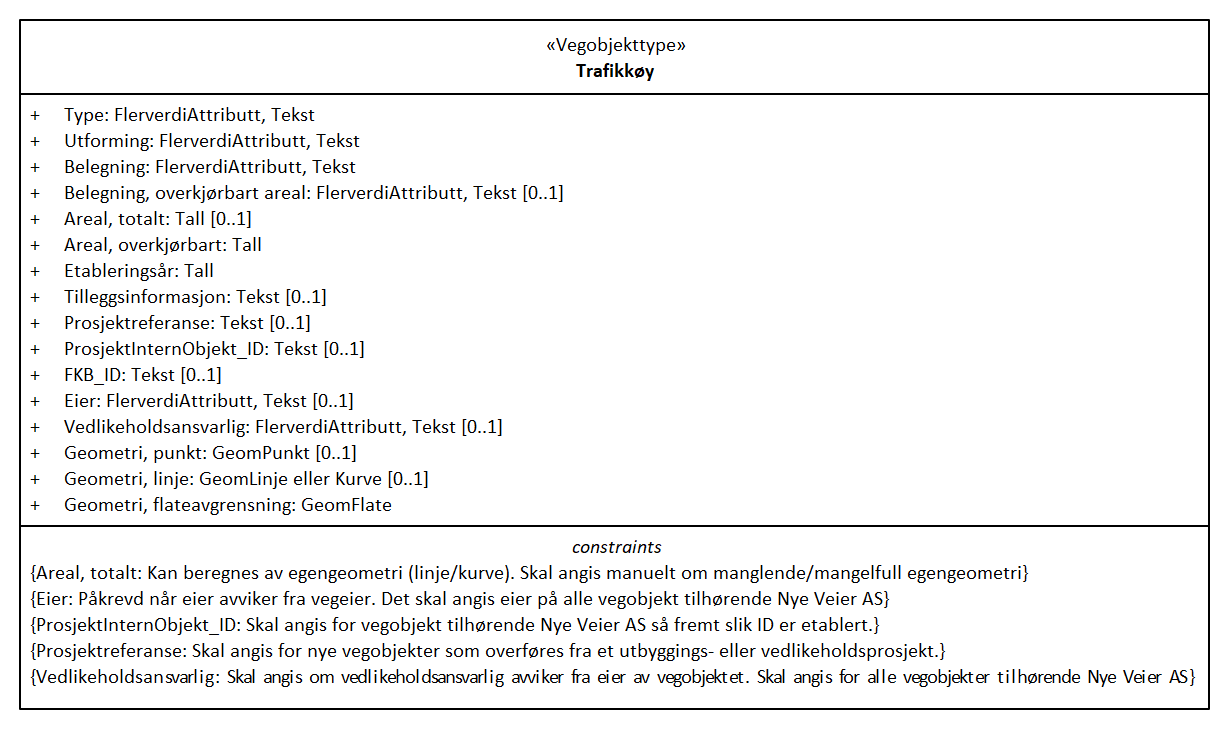 «Vegobjekttype»
Trafikkøy
+ Type: FlerverdiAttributt, Tekst
+ Utforming: FlerverdiAttributt, Tekst
+ Belegning: FlerverdiAttributt, Tekst
+ Belegning, overkjørbart areal: FlerverdiAttributt, Tekst [0..1]
+ Areal, totalt: Tall [0..1]
+ Areal, overkjørbart: Tall
+ Etableringsår: Tall
+ Tilleggsinformasjon: Tekst [0..1]
+ Prosjektreferanse: Tekst [0..1]
+ ProsjektInternObjekt_ID: Tekst [0..1]
+ FKB_ID: Tekst [0..1]
+ Eier: FlerverdiAttributt, Tekst [0..1]
+ Vedlikeholdsansvarlig: FlerverdiAttributt, Tekst [0..1]
+ Geometri, punkt: GeomPunkt [0..1]
+ Geometri, linje: GeomLinje eller Kurve [0..1]
+ Geometri, flateavgrensning: GeomFlate
constraints
{Areal, totalt: Kan beregnes av egengeometri (linje/kurve). Skal angis manuelt om manglende/mangelfull egengeometri}
{Eier: Påkrevd når eier avviker fra vegeier. Det skal angis eier på alle vegobjekt tilhørende Nye Veier AS}
{ProsjektInternObjekt_ID: Skal angis for vegobjekt tilhørende Nye Veier AS så fremt slik ID er etablert.}
{Prosjektreferanse: Skal angis for nye vegobjekter som overføres fra et utbyggings- eller vedlikeholdsprosjekt.}
{Vedlikeholdsansvarlig: Skal angis om vedlikeholdsansvarlig avviker fra eier av vegobjektet. Skal angis for alle vegobjekter tilhørende Nye Veier AS}